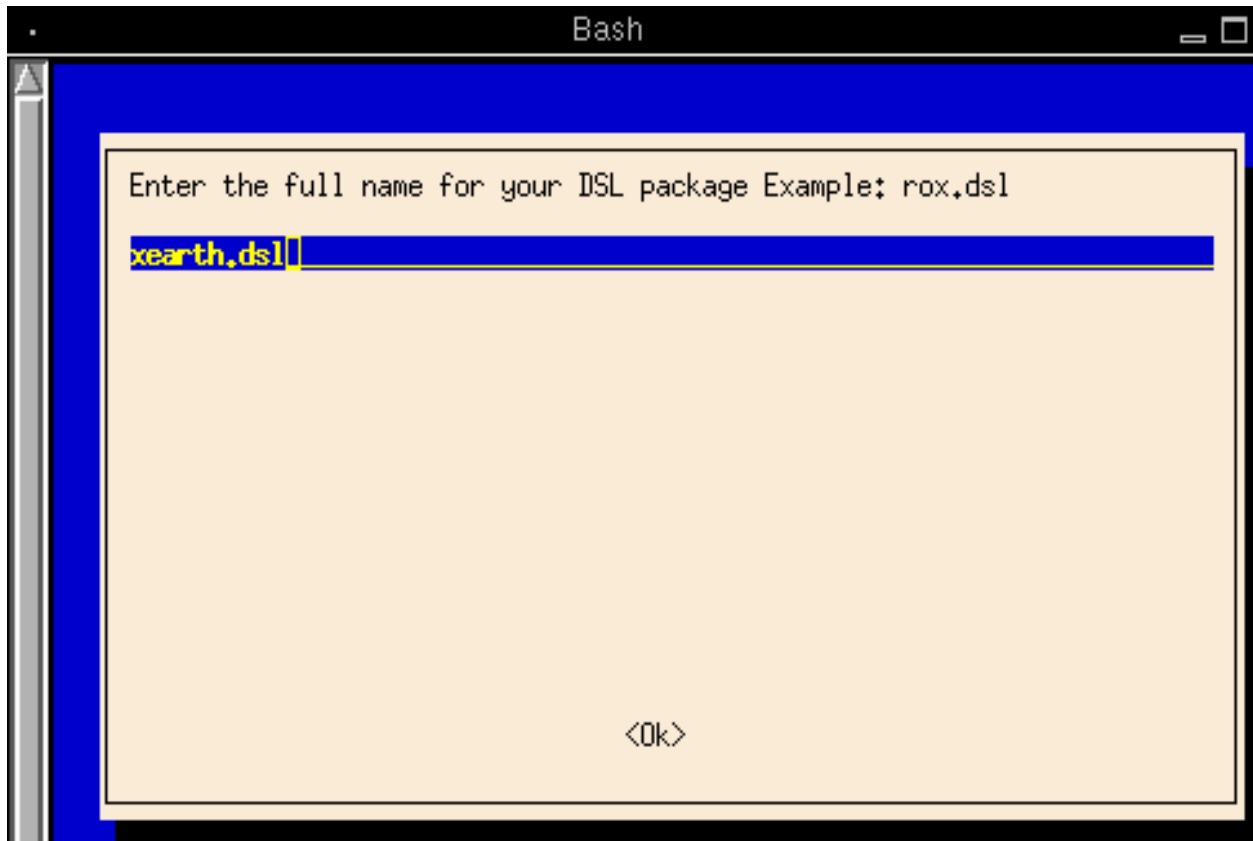 Bash
Enter the full name for your DSL package Example: rox.dsl
xearth.dsl
<Ok>